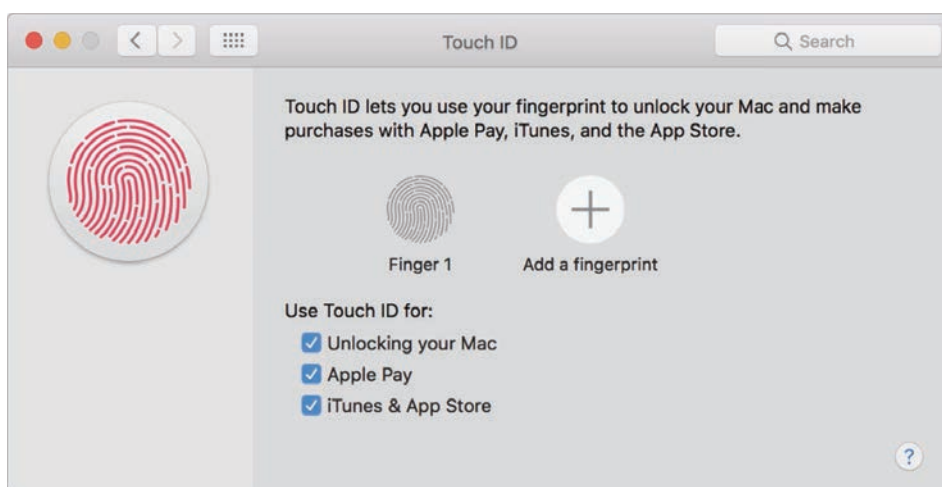 Touch ID
Search
Touch ID lets you use your fingerprint to unlock your Mac and make
purchases with Apple Pay, iTunes, and the App Store.
Finger 1
Add a fingerprint
Use Touch ID for:
Unlocking your Mac
Apple Pay
iTunes & App Store
?